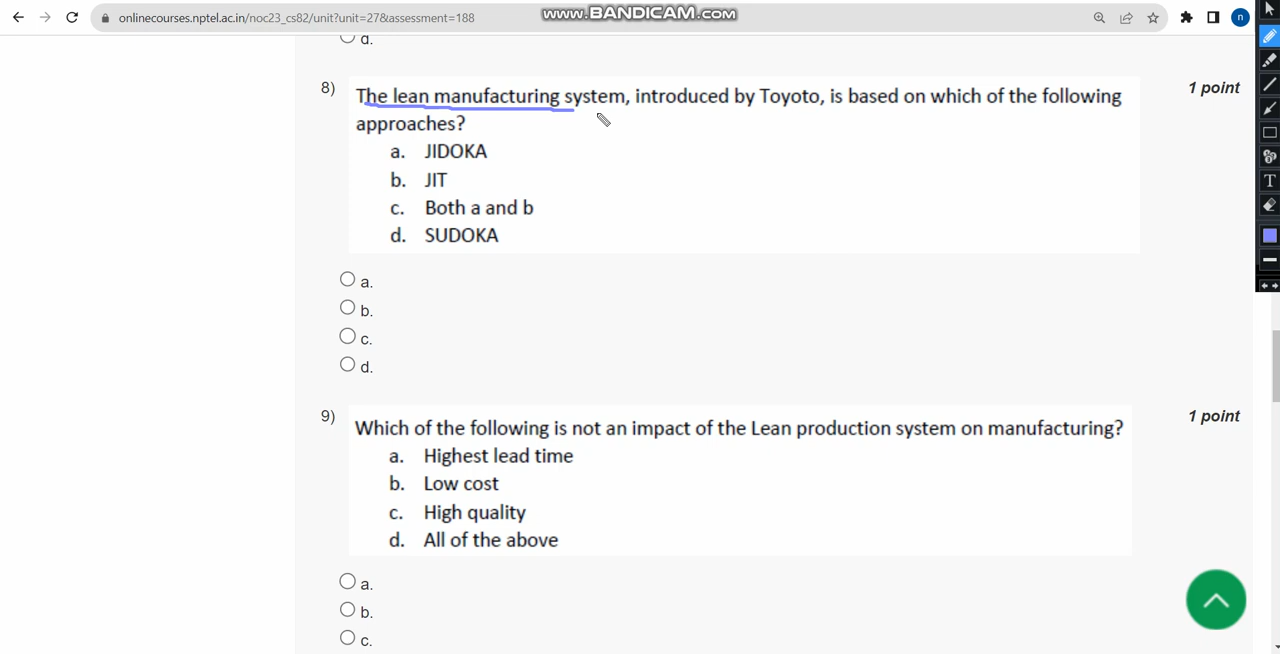 onlinecourses.nptel.ac.in/noc23_cs82/unit?unit=27&assessment=188
www.BANDICAM.com
n
d.
8) The lean manufacturing system, introduced by Toyoto, is based on which of the following 1 point
approaches?
a. JIDOKA
b. JIT
c. Both a and b
d. SUDOKA
a.
b.
c.
d.
9) Which of the following is not an impact of the Lean production system on manufacturing? 1 point
a. Highest lead time
b. Low cost
c. High quality
d. All of the above
a.
b.
c.
T